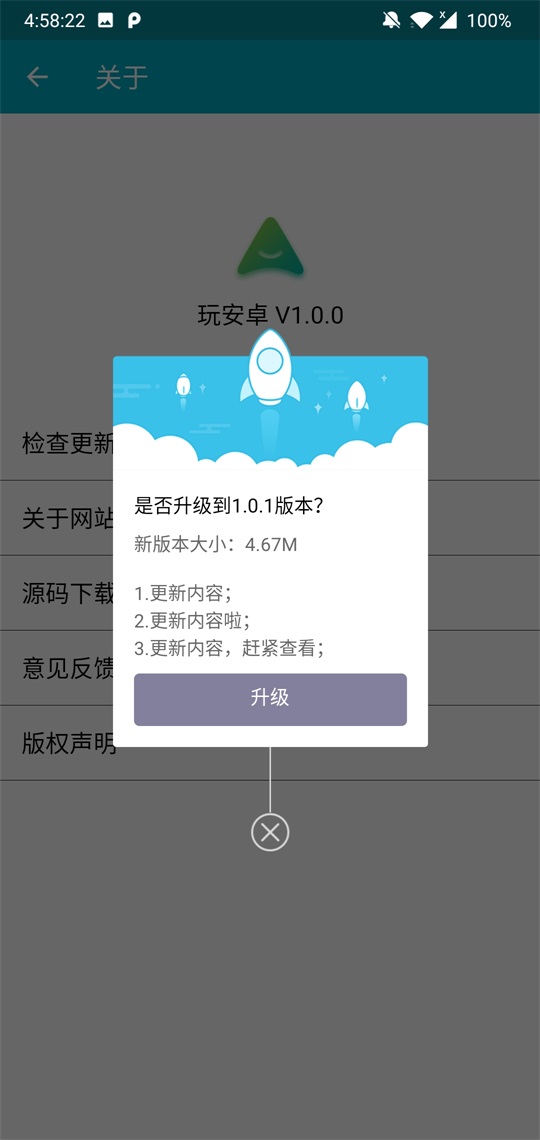 4:58:22 100%
关于
玩安卓 V1.0.0
检查更新
关于网站
源码下载
意见反馈
版权声明
是否升级到1.0.1版本?
新版本大小：4.67M
1.更新内容；
2.更新内容啦；
3.更新内容，赶紧查看；
升级